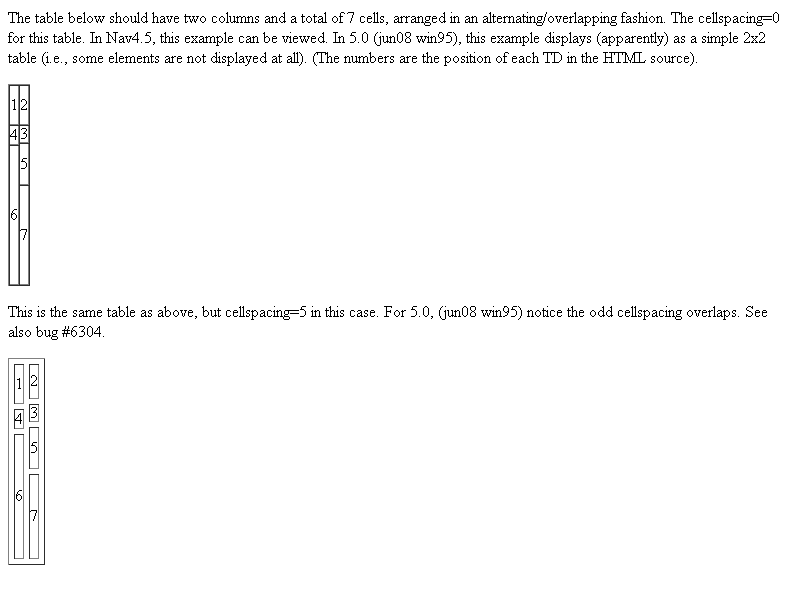 The table below should have two columns and a total of 7 cells, arranged in an alternating/overlapping fashion. The cellspacing=0
for this table. In Nav4.5, this example can be viewed. In 5.0 (jun08 win95), this example displays (apparently) as a simple 2x2
table (i.e., some elements are not displayed at all). (The numbers are the position of each TD in the HTML source).
1 2
4 3
5
6
7
This is the same table as above, but cellspacing=5 in this case. For 5.0, (jun08 win95) notice the odd cellspacing overlaps. See
also bug #6304.
1 2
4 3
5
6
7